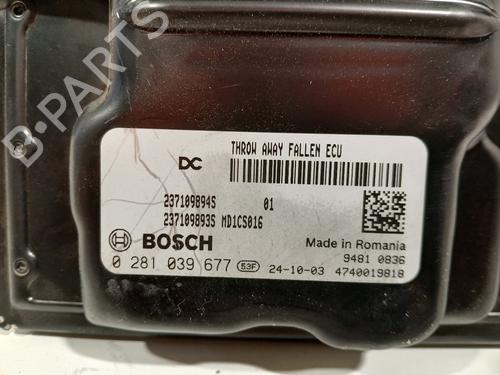 THROW AWAY FALLEN ECU
DC
237109894S 01
237109893S MD1CS016
BOSCH
Made in Romania
9481 0836
0 281 039 677 53F 24-10-03 4740019818
B-PARTS